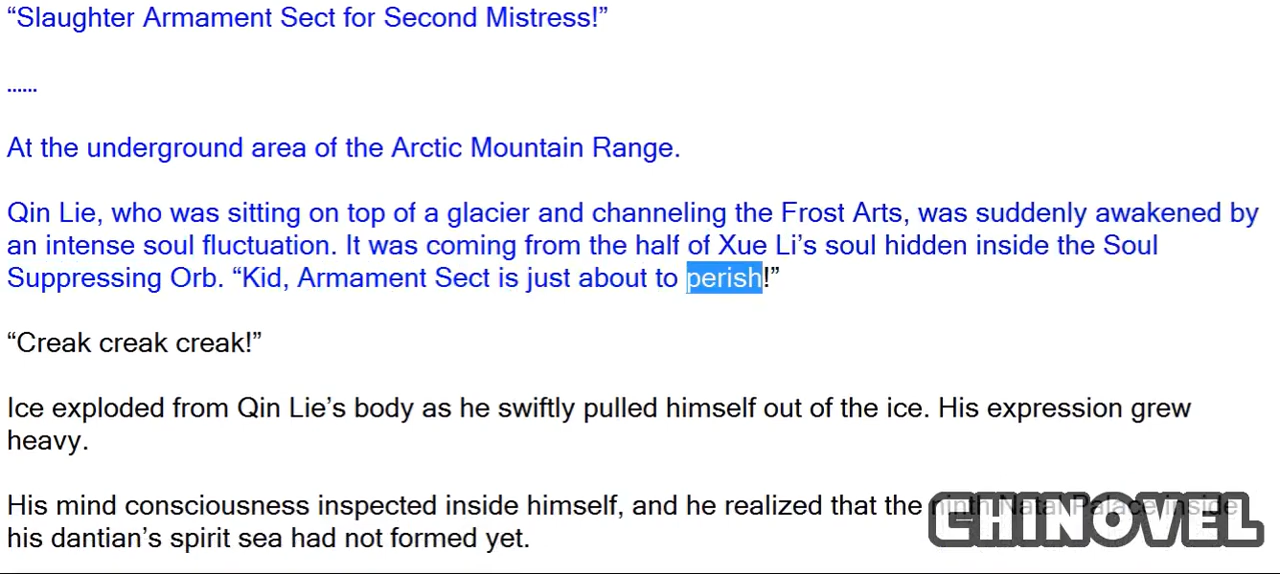 “Slaughter Armament Sect for Second Mistress!”
......
At the underground area of the Arctic Mountain Range.
Qin Lie, who was sitting on top of a glacier and channeling the Frost Arts, was suddenly awakened by
an intense soul fluctuation. It was coming from the half of Xue Li’s soul hidden inside the Soul
Suppressing Orb. “Kid, Armament Sect is just about to perish!”
“Creak creak creak!”
Ice exploded from Qin Lie’s body as he swiftly pulled himself out of the ice. His expression grew
heavy.
His mind consciousness inspected inside himself, and he realized that the ninth Natal Palace inside
his dantian’s spirit sea had not formed yet.
CHINOVEL